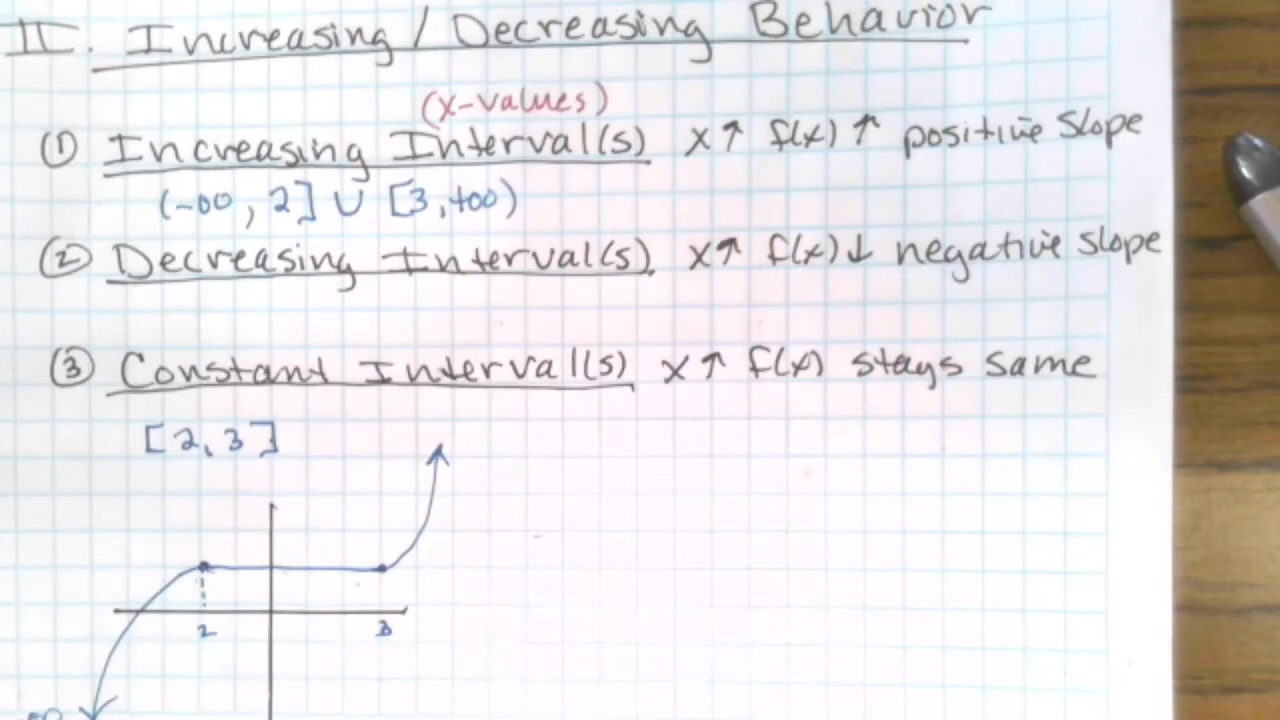 II. Increasing / Decreasing Behavior
(x-values)
① Increasing Interval(s) x↑ f(x)↑ positive slope
(-∞, 2] ∪ [3, +∞)
② Decreasing Interval(s). x↑ f(x)↓ negative slope
③ Constant Interval(s) x↑ f(x) stays same
[2, 3]
2 3